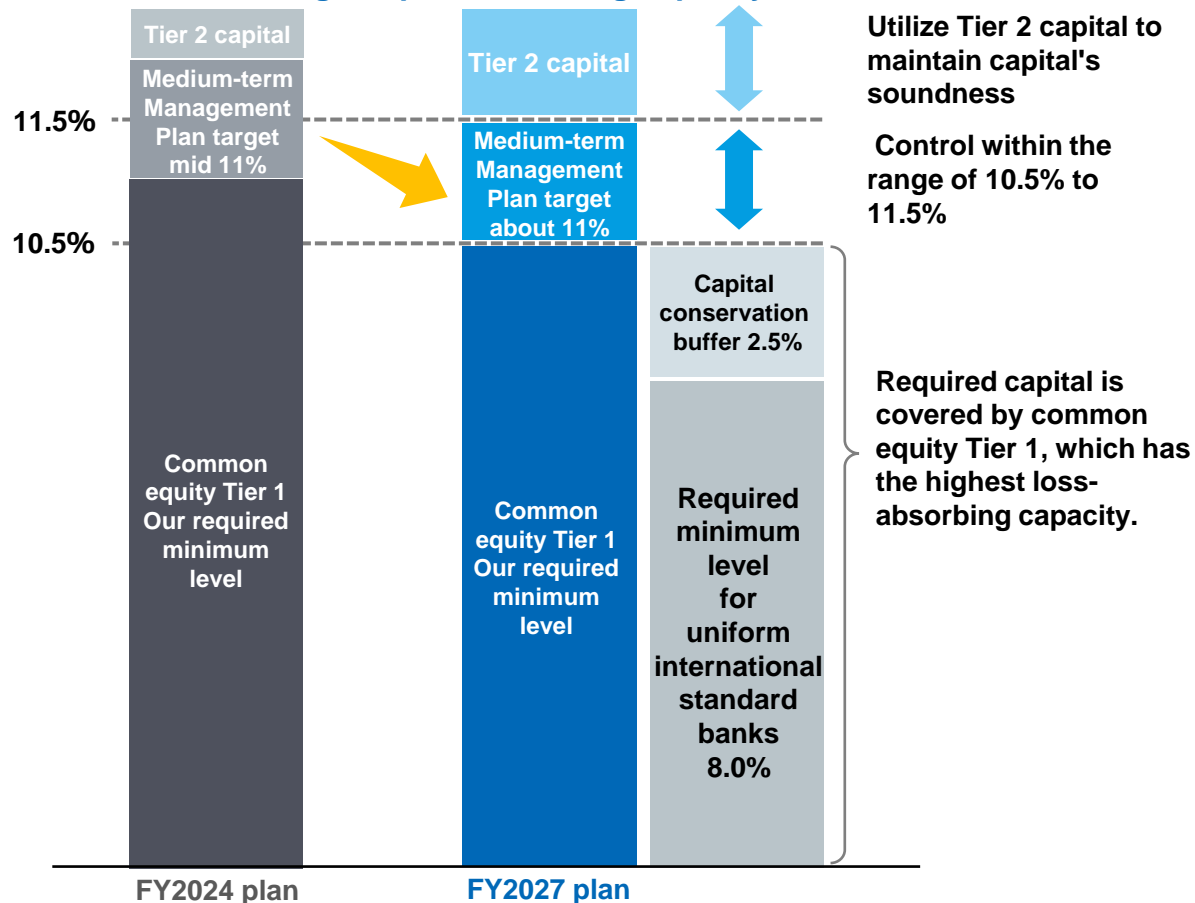 Tier 2 capital
Medium-term
Management
Plan target
mid 11%
Common
equity Tier 1
Our required
minimum
level
11.5%
10.5%
Tier 2 capital
Medium-term
Management
Plan target
about 11%
Common
equity Tier 1
Our required
minimum
level
Capital
conservation
buffer 2.5%
Required
minimum
level
for
uniform
international
standard
banks
8.0%
Utilize Tier 2 capital to
maintain capital's
soundness
Control within the
range of 10.5% to
11.5%
Required capital is
covered by common
equity Tier 1, which has
the highest loss-
absorbing capacity.
FY2024 plan
FY2027 plan